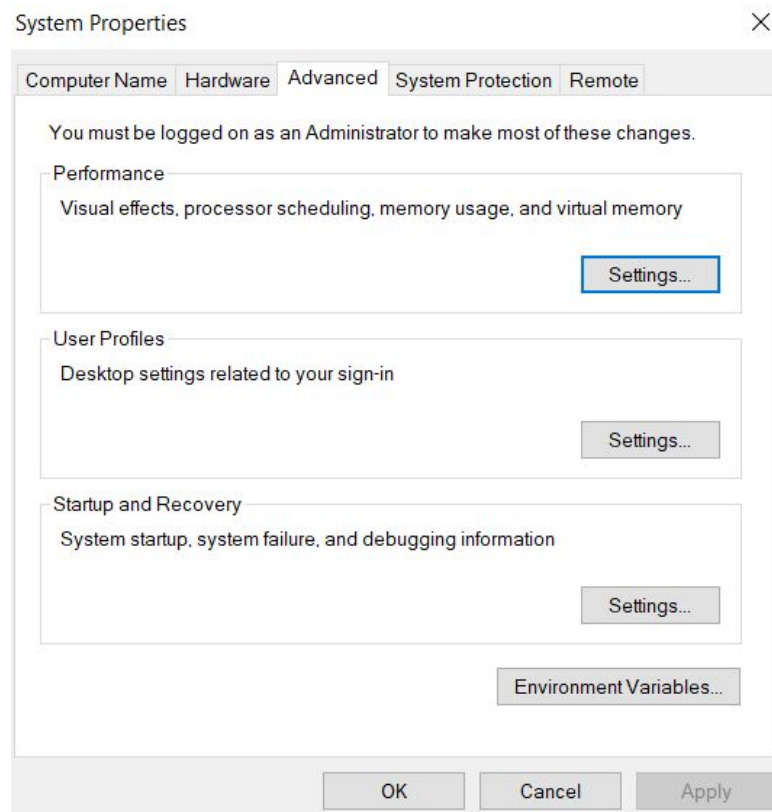 System Properties
Computer Name Hardware Advanced System Protection Remote
You must be logged on as an Administrator to make most of these changes.
Performance
Visual effects, processor scheduling, memory usage, and virtual memory
Settings...
User Profiles
Desktop settings related to your sign-in
Settings...
Startup and Recovery
System startup, system failure, and debugging information
Settings...
Environment Variables...
OK Cancel Apply